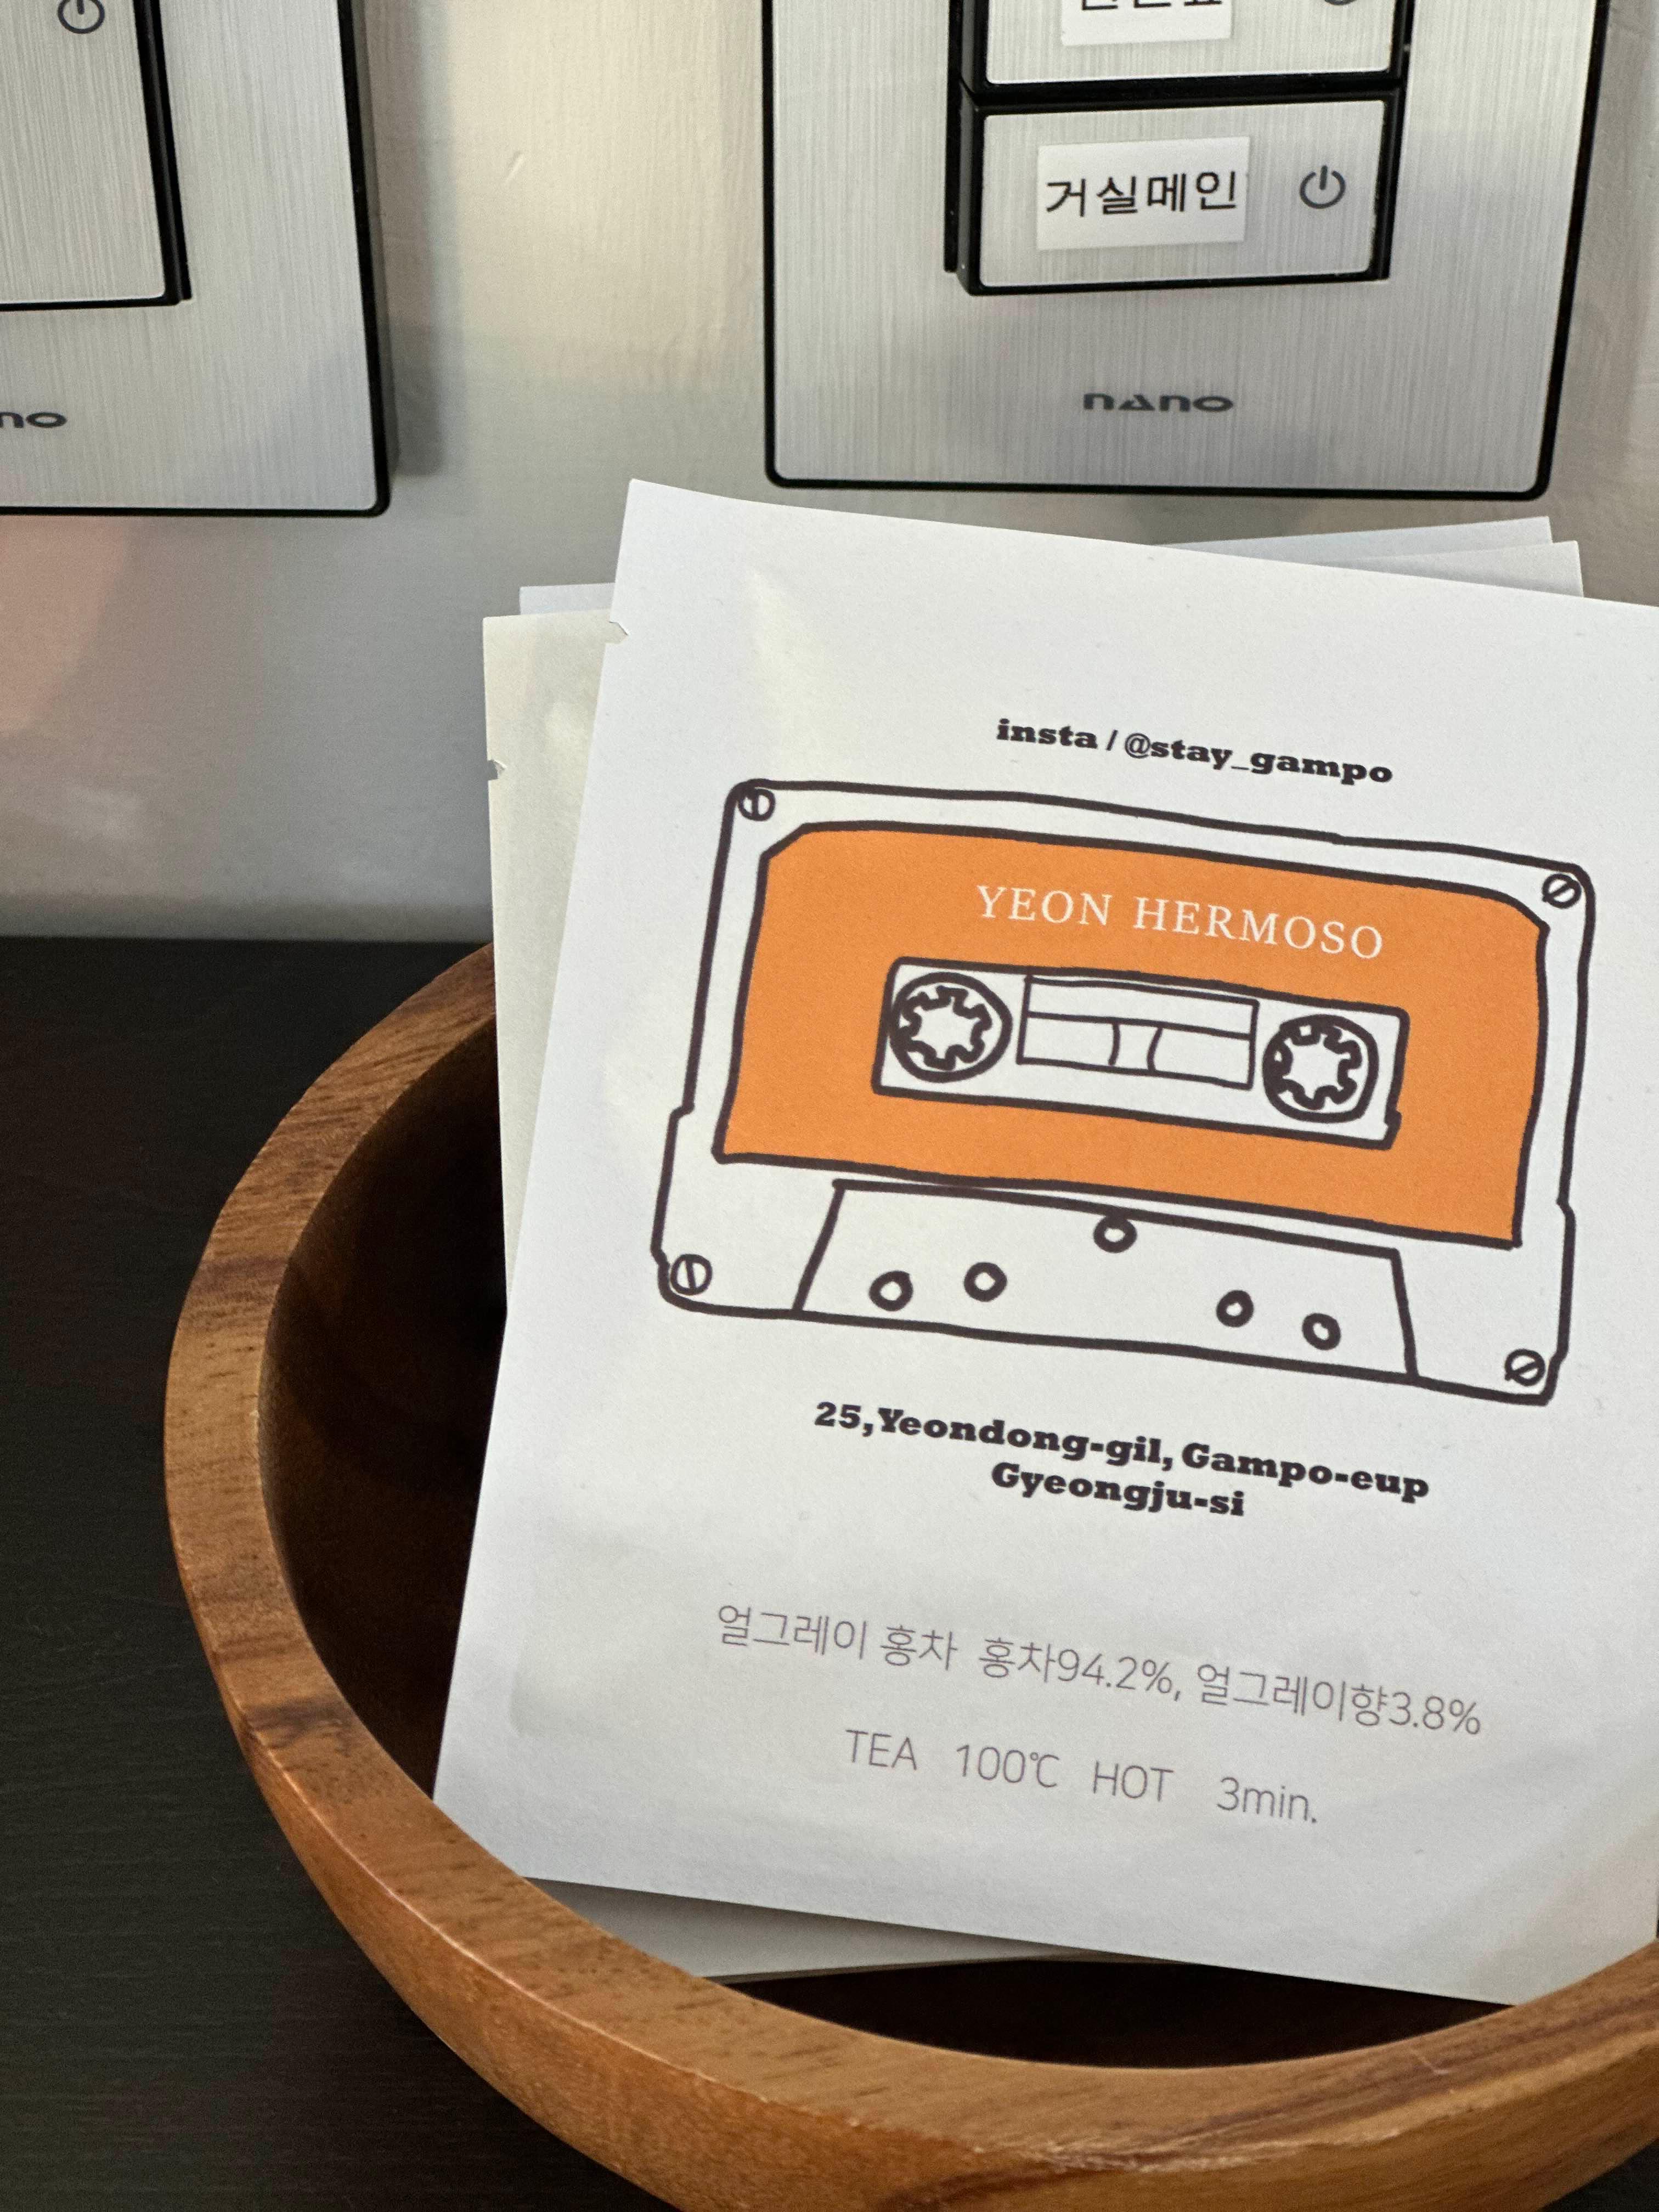 거실메인
nano
insta / @stay_gampo
YEON HERMOSO
25,Yeondong-gil, Gampo-eup
Gyeongju-si
얼그레이 홍차 홍차94.2%, 얼그레이향3.8%
TEA 100℃ HOT 3min.